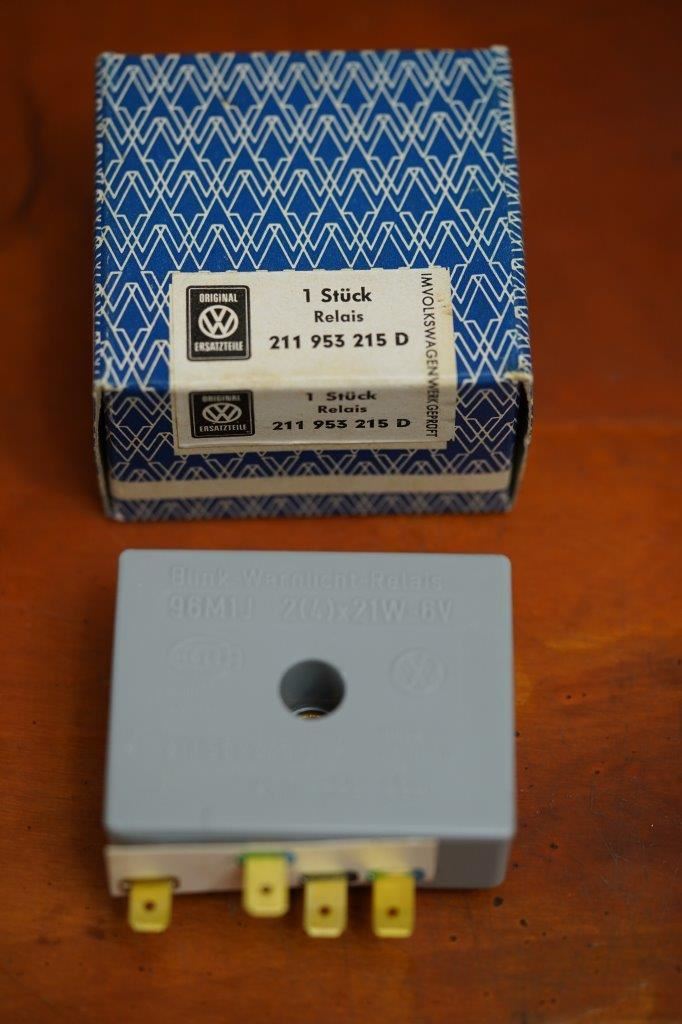 ORIGINAL
ERSATZTEILE
1 Stück
Relais
211 953 215 D
IM VOLKSWAGENWERK GEPRÜFT
ORIGINAL
ERSATZTEILE
1 Stück
Relais
211 953 215 D
Blink-Warnlicht-Relais
96M1J 2(4)x21W-6V